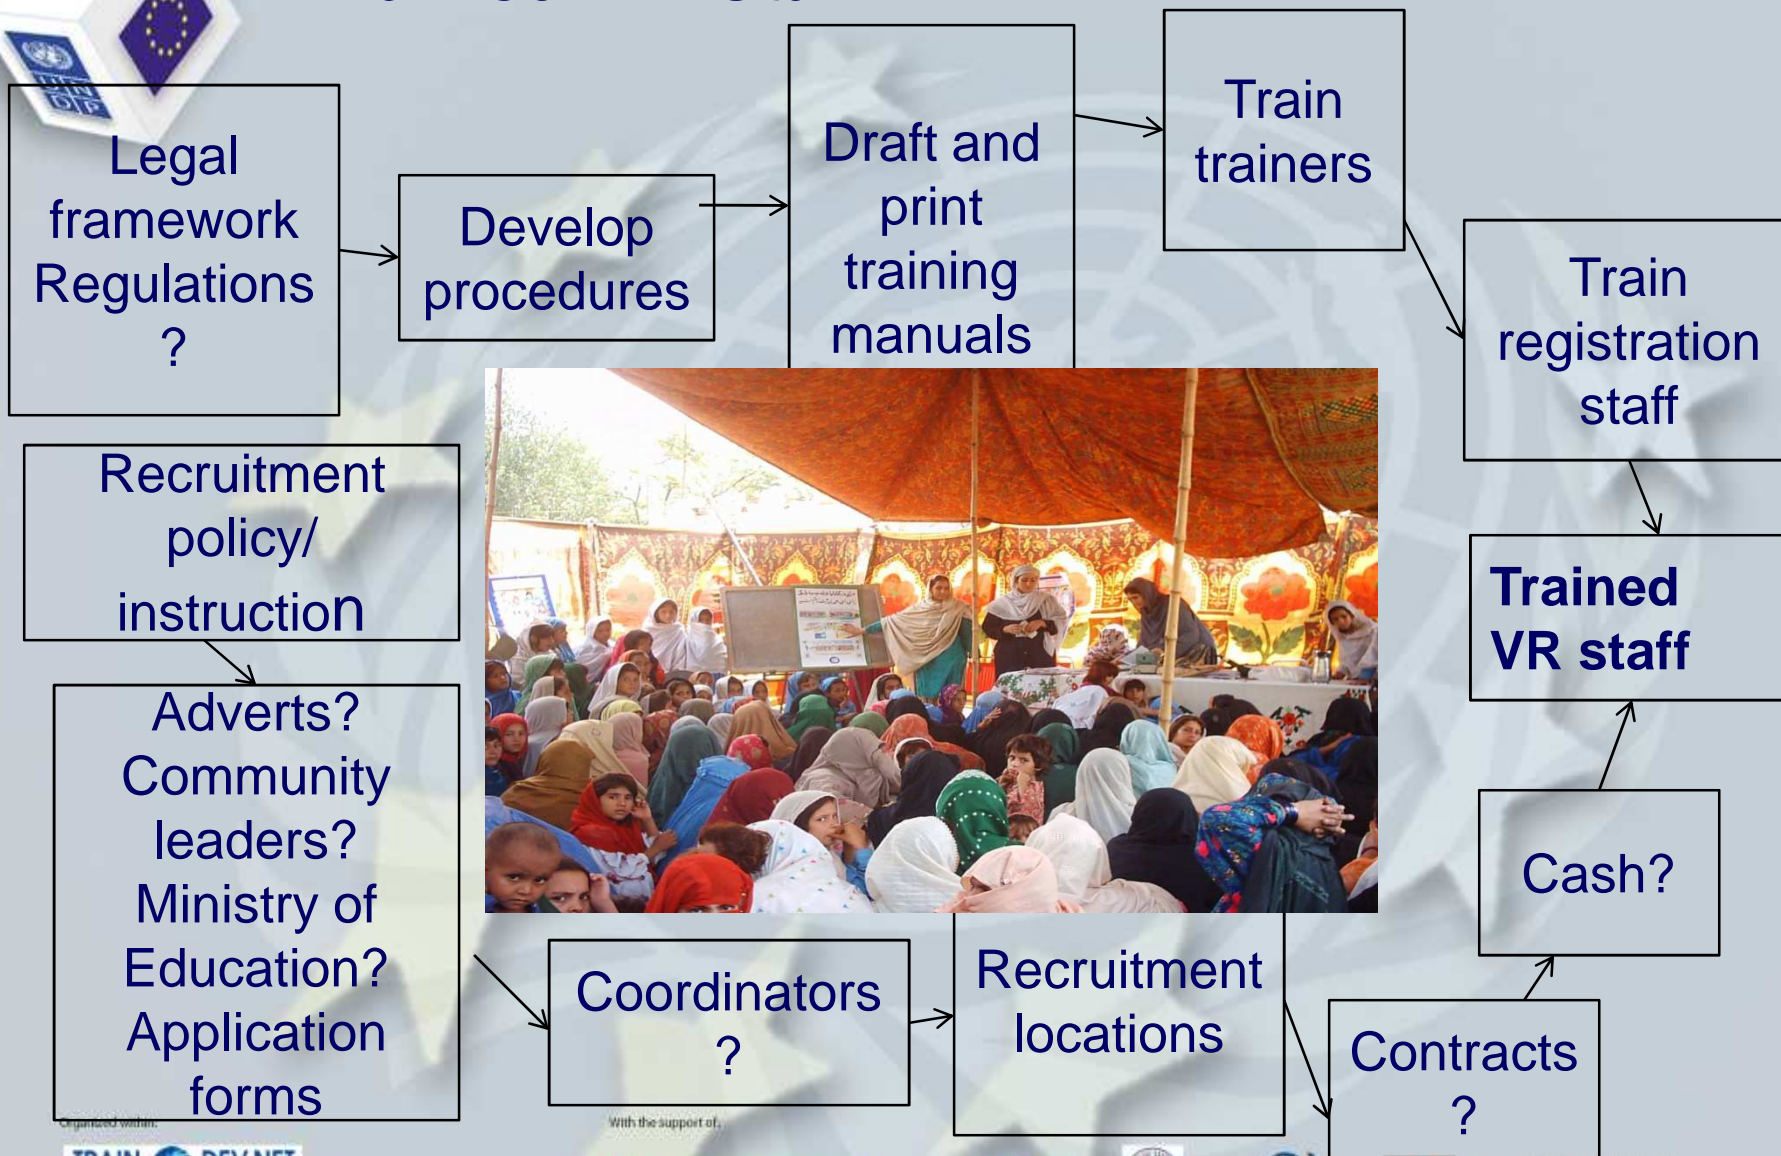 UN
DP
Legal
framework
Regulations
?
Develop
procedures
Draft and
print
training
manuals
Train
trainers
Train
registration
staff
Trained
VR staff
Recruitment
policy/
instruction
Adverts?
Community
leaders?
Ministry of
Education?
Application
forms
Coordinators
?
Recruitment
locations
Contracts
?
Cash?
Organized within:
With the support of: